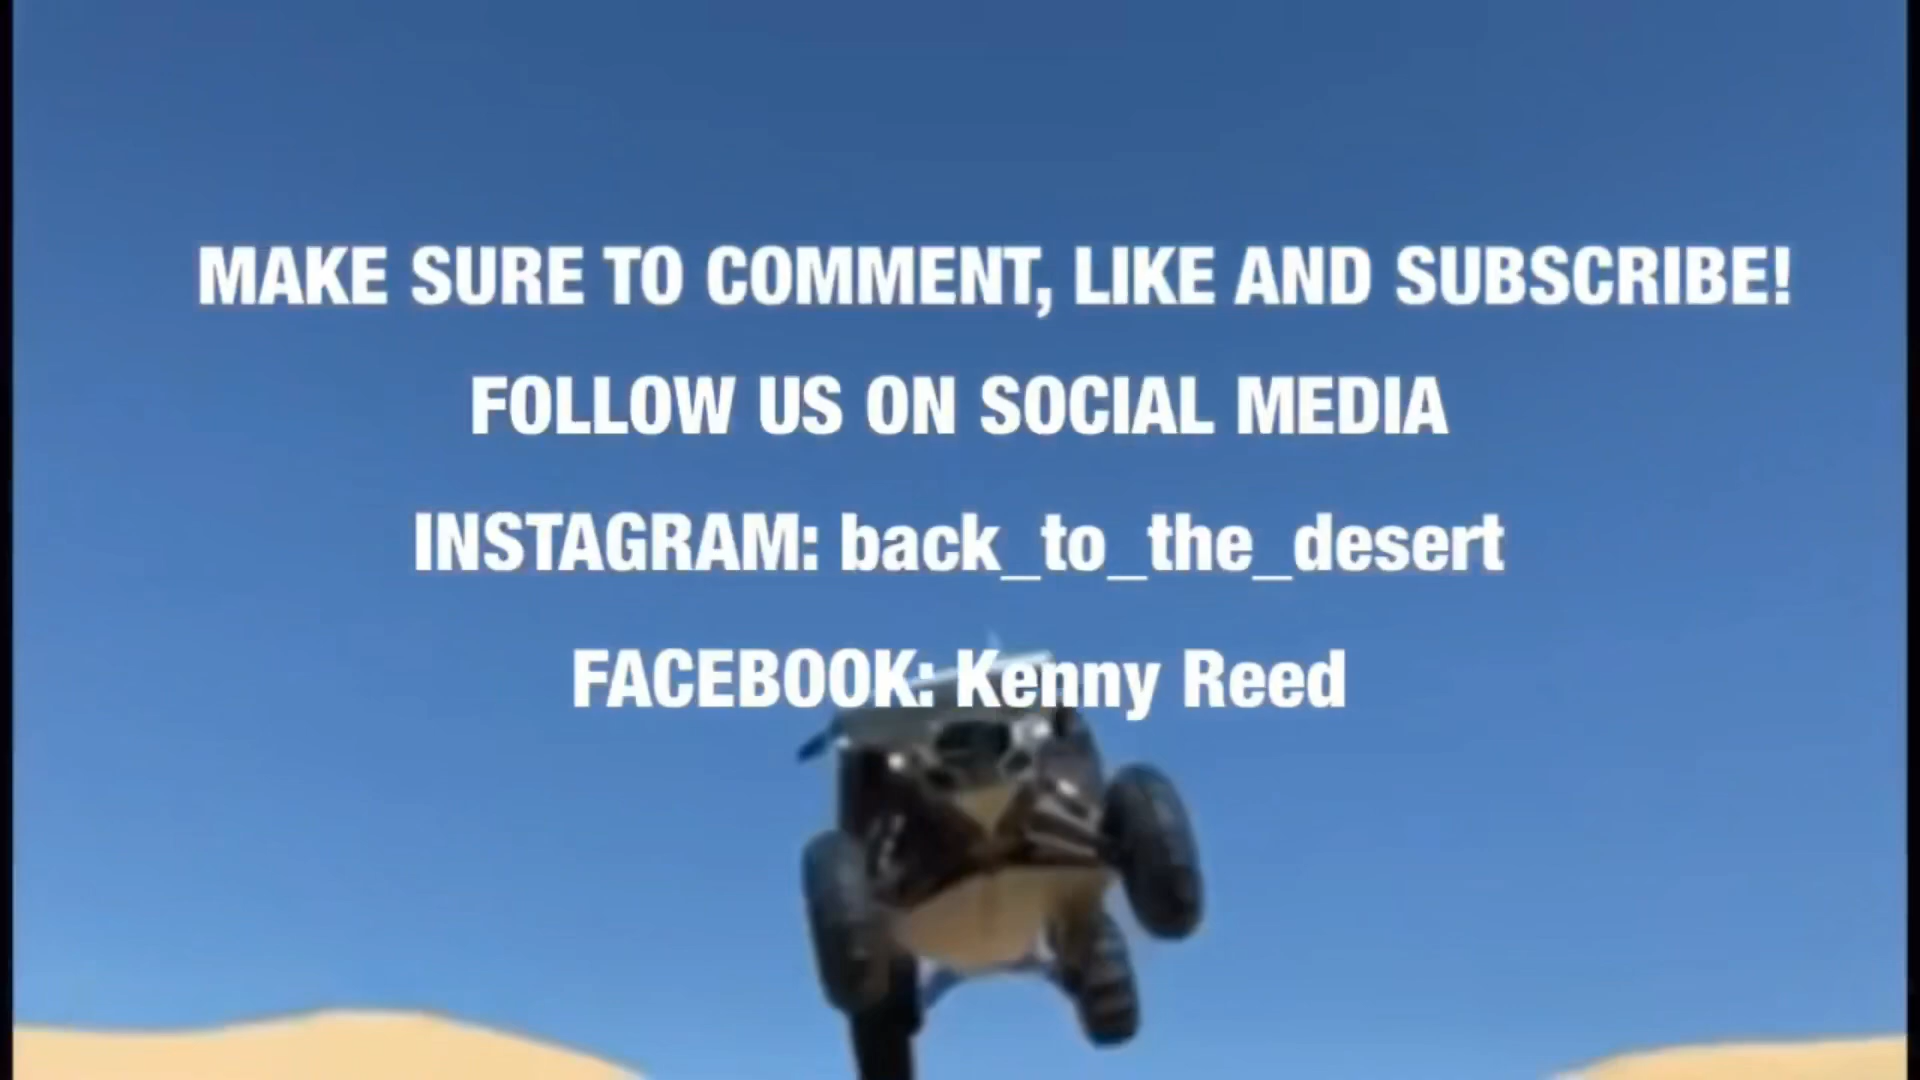 MAKE SURE TO COMMENT, LIKE AND SUBSCRIBE!
FOLLOW US ON SOCIAL MEDIA
INSTAGRAM: back_to_the_desert
FACEBOOK: Kenny Reed